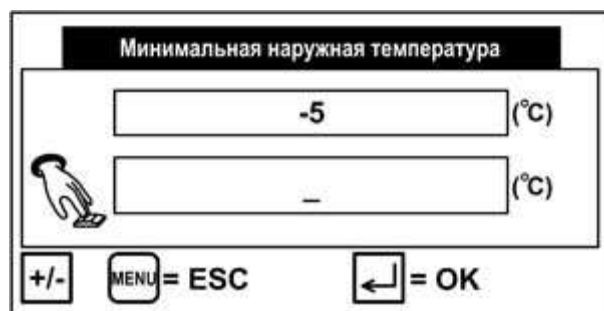 Минимальная наружная температура
-5 (°C)
_ (°C)
+/- MENU = ESC = OK